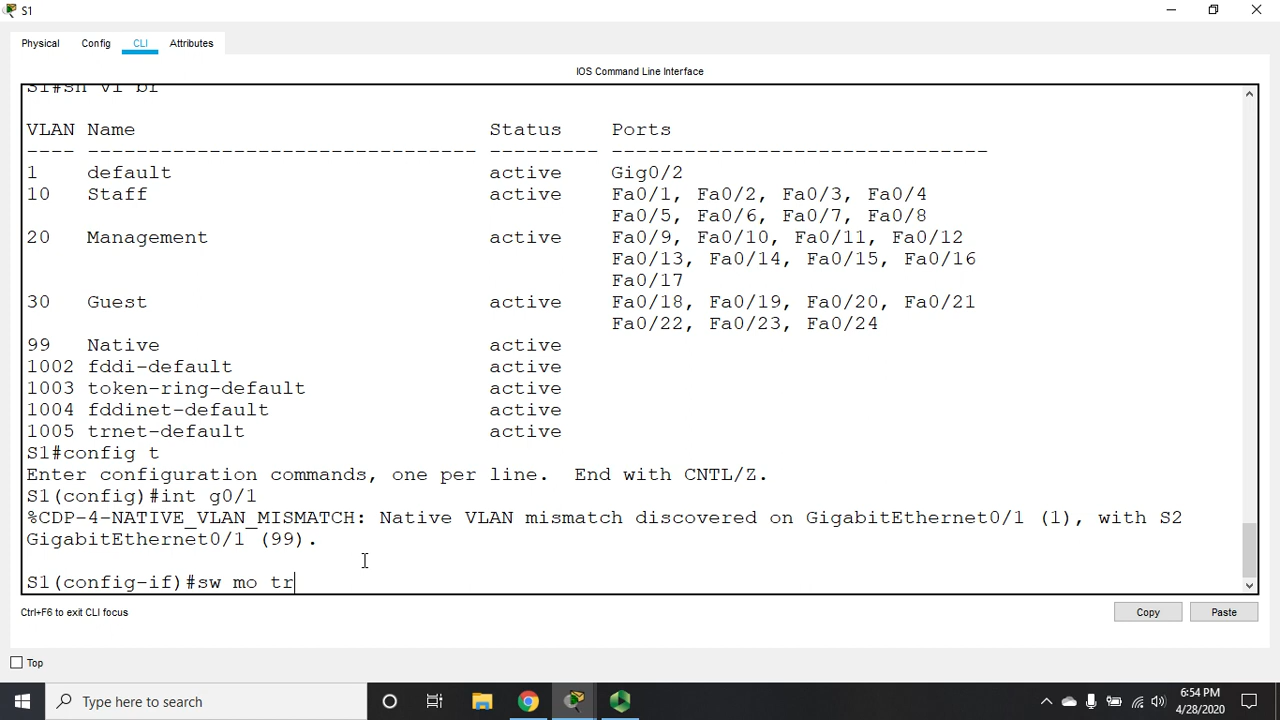 S1
Physical Config CLI Attributes
IOS Command Line Interface
S1#sh vl br
VLAN Name Status Ports
---- -------------------------------- --------- -------------------------------
1 default active Gig0/2
10 Staff active Fa0/1, Fa0/2, Fa0/3, Fa0/4
Fa0/5, Fa0/6, Fa0/7, Fa0/8
20 Management active Fa0/9, Fa0/10, Fa0/11, Fa0/12
Fa0/13, Fa0/14, Fa0/15, Fa0/16
Fa0/17
30 Guest active Fa0/18, Fa0/19, Fa0/20, Fa0/21
Fa0/22, Fa0/23, Fa0/24
99 Native active
1002 fddi-default active
1003 token-ring-default active
1004 fddinet-default active
1005 trnet-default active
S1#config t
Enter configuration commands, one per line. End with CNTL/Z.
S1(config)#int g0/1
%CDP-4-NATIVE_VLAN_MISMATCH: Native VLAN mismatch discovered on GigabitEthernet0/1 (1), with S2
GigabitEthernet0/1 (99).
S1(config-if)#sw mo tr
Ctrl+F6 to exit CLI focus
Copy Paste
Top
Type here to search
6:54 PM
4/28/2020